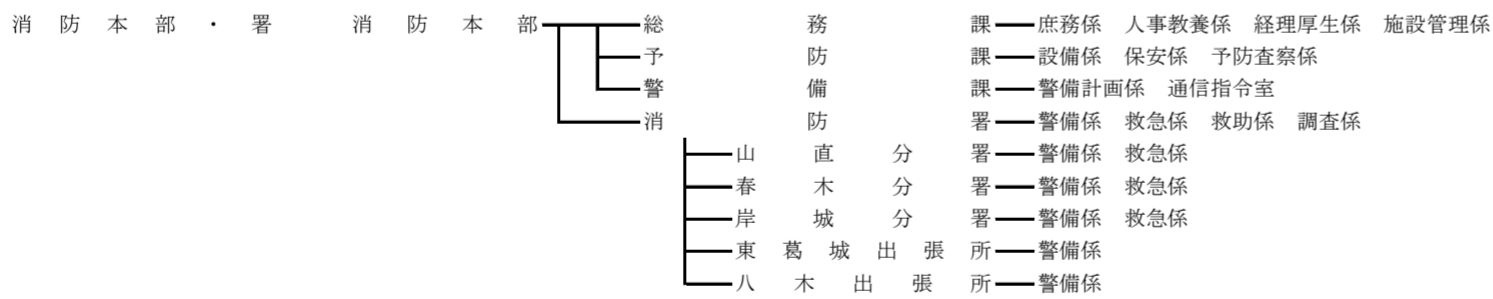 消防本部・署 消防本部 総務課 庶務係 人事教養係 経理厚生係 施設管理係
予防課 設備係 保安係 予防査察係
警備課 警備計画係 通信指令室
消防署 警備係 救急係 救助係 調査係
山直分署 警備係 救急係
春木分署 警備係 救急係
岸城分署 警備係 救急係
東葛城出張所 警備係
八木出張所 警備係